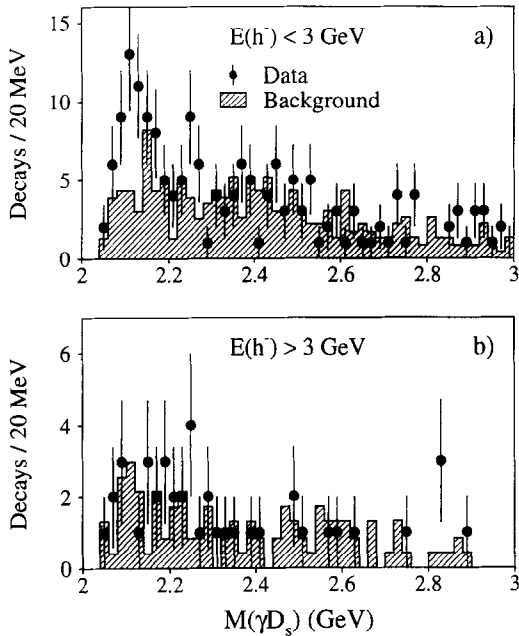 E(h⁻) < 3 GeV
a)
Data
Background
Decays / 20 MeV
15
10
5
0
2
2.2
2.4
2.6
2.8
3
E(h⁻) > 3 GeV
b)
Decays / 20 MeV
6
4
2
0
2
2.2
2.4
2.6
2.8
3
M(γDₛ) (GeV)